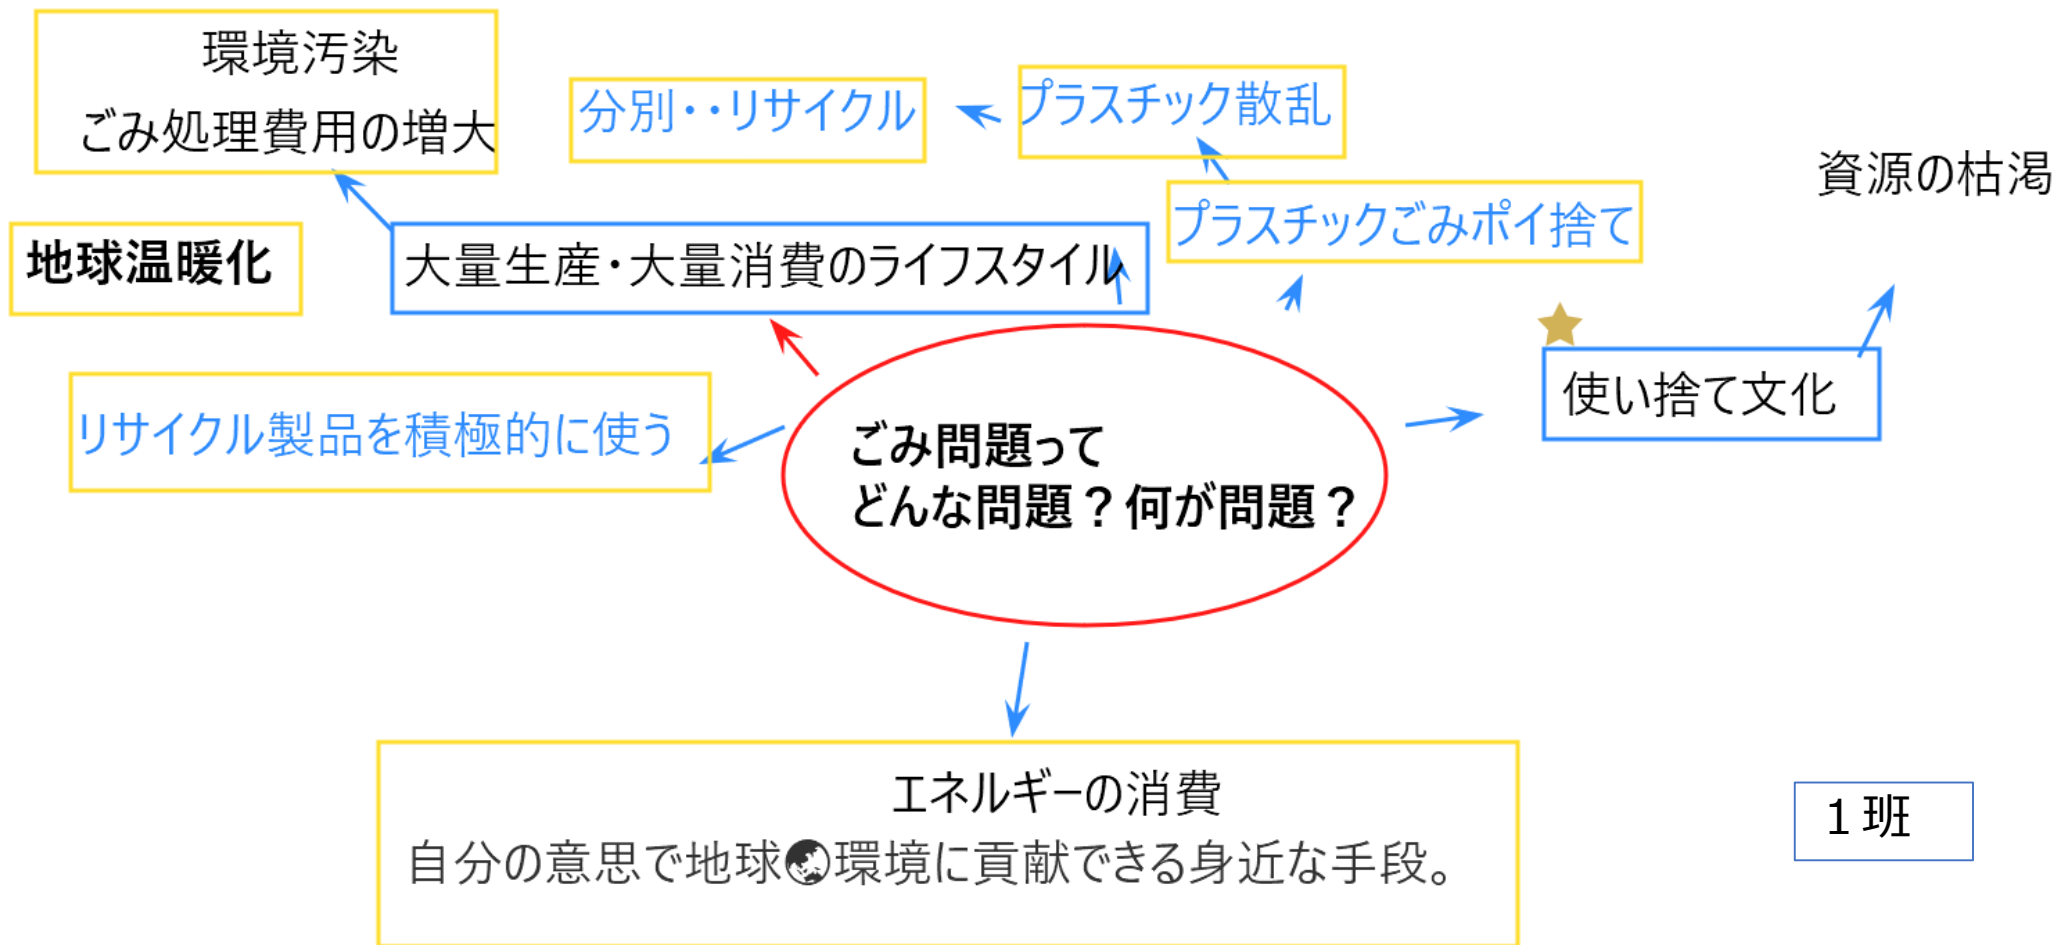 環境汚染
ごみ処理費用の増大
分別・・リサイクル
プラスチック散乱
資源の枯渇
プラスチックごみポイ捨て
地球温暖化
大量生産・大量消費のライフスタイル
使い捨て文化
リサイクル製品を積極的に使う
ごみ問題って
どんな問題？何が問題？
エネルギーの消費
自分の意思で地球🌏環境に貢献できる身近な手段。
１班